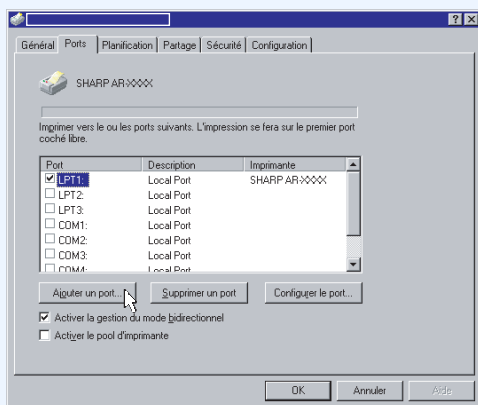 Général Ports Planification Partage Sécurité Configuration
SHARP AR-XXXX
Imprimer vers le ou les ports suivants. L'impression se fera sur le premier port
coché libre.
Port Description Imprimante
LPT1: Local Port SHARP AR-XXXX
LPT2: Local Port
LPT3: Local Port
COM1: Local Port
COM2: Local Port
COM3: Local Port
COM4: Local Port
Ajouter un port... Supprimer un port Configurer le port...
Activer la gestion du mode bidirectionnel
Activer le pool d'imprimante
OK Annuler Aide